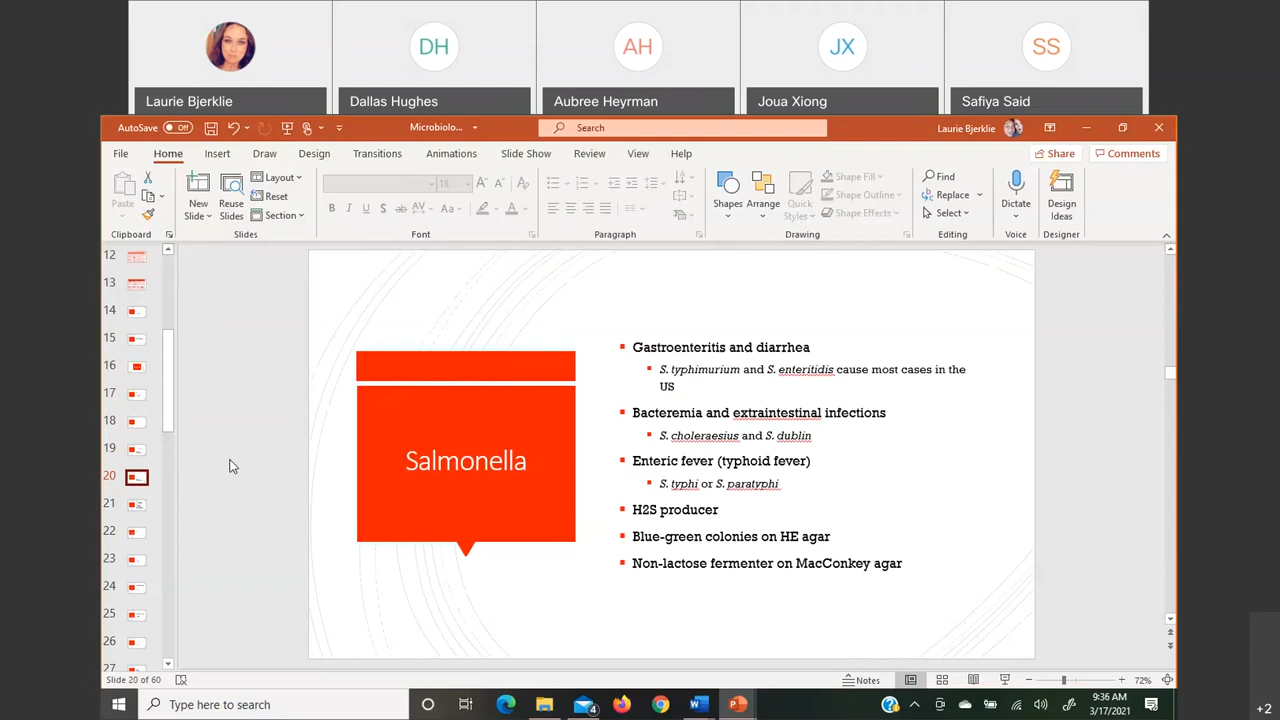 DH
AH
JX
SS
Laurie Bjerklie
Dallas Hughes
Aubree Heyrman
Joua Xiong
Safiya Said
AutoSave Off
Microbiolo...
Search
Laurie Bjerklie
File Home Insert Draw Design Transitions Animations Slide Show Review View Help
Share Comments
Paste
New Slides
Reuse Slides
Layout
Reset
Section
18
B I U S ab AV
Aa A
Shapes Arrange Quick Styles
Shape Fill
Shape Outline
Shape Effects
Find
Replace
Select
Dictate
Design Ideas
Clipboard Slides Font Paragraph Drawing Editing Voice Designer
12
13
14
15
16
17
18
19
20
21
22
23
24
25
26
27
Salmonella
Gastroenteritis and diarrhea
S. typhimurium and S. enteritidis cause most cases in the
US
Bacteremia and extraintestinal infections
S. choleraesius and S. dublin
Enteric fever (typhoid fever)
S. typhi or S. paratyphi
H2S producer
Blue-green colonies on HE agar
Non-lactose fermenter on MacConkey agar
Slide 20 of 60
Notes
72%
Type here to search
4
9:36 AM
3/17/2021
+2